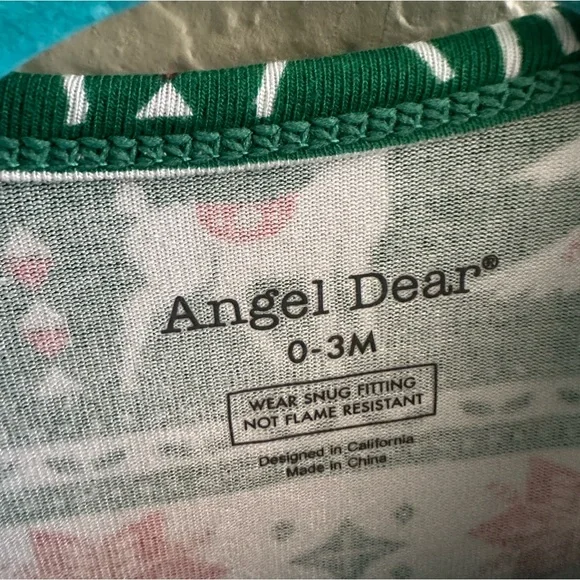 Angel Dear®
0-3M
WEAR SNUG FITTING
NOT FLAME RESISTANT
Designed in California
Made in China